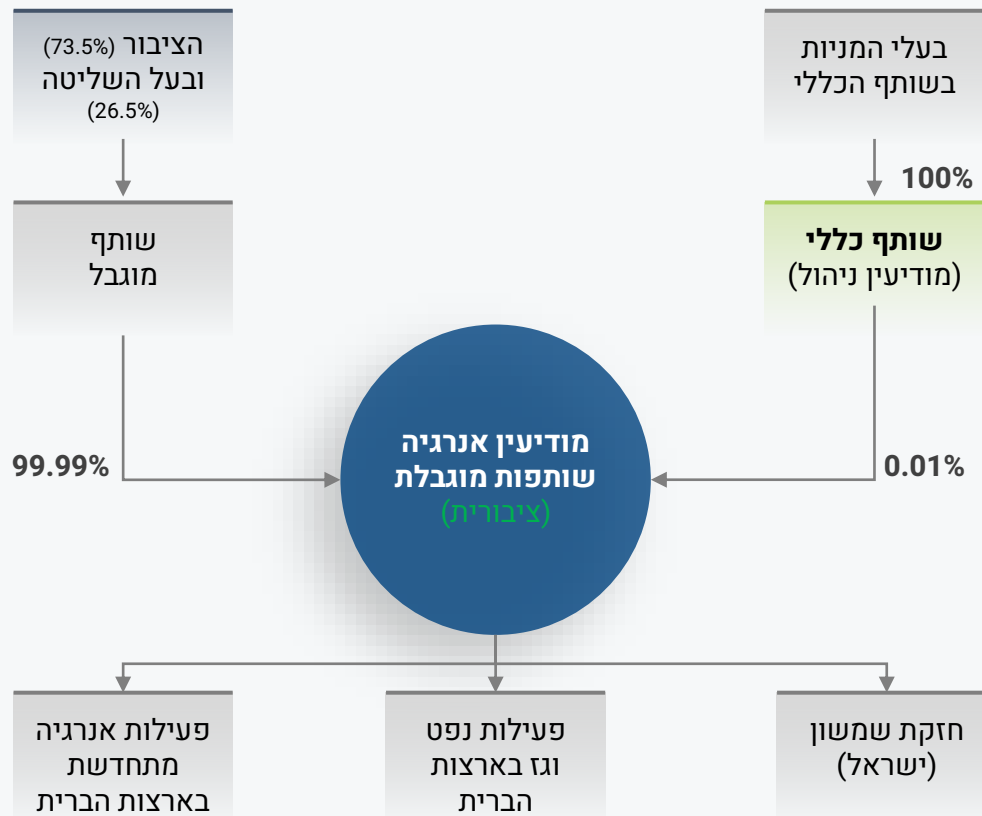 בעלי המניות
בשותף הכללי
הציבור (73.5%)
ובעל השליטה
(26.5%)
100%
שותף כללי
(מודיעין ניהול)
שותף
מוגבל
מודיעין אנרגיה
שותפות מוגבלת
(ציבורית)
0.01%
99.99%
חזקת שמשון
(ישראל)
פעילות נפט
וגז בארצות
הברית
פעילות אנרגיה
מתחדשת
בארצות הברית